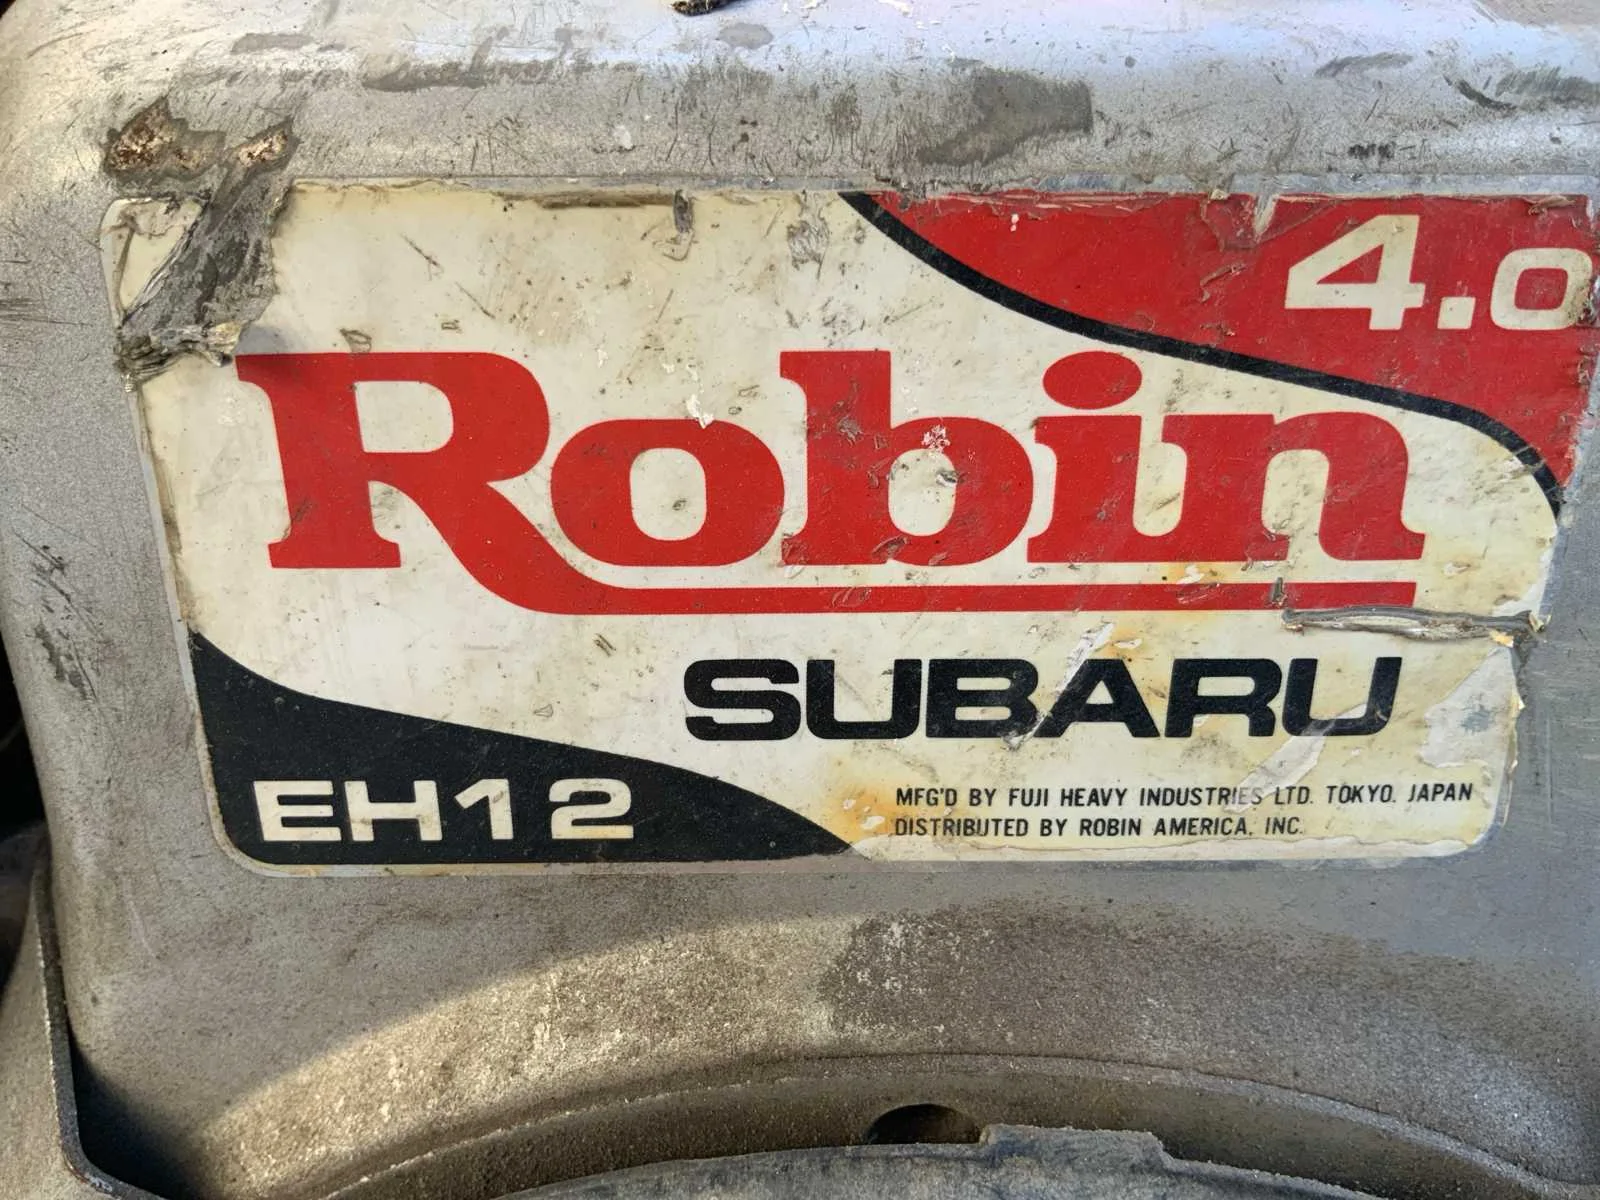 4.0
Robin
SUBARU
EH12
MFG'D BY FUJI HEAVY INDUSTRIES LTD. TOKYO. JAPAN
DISTRIBUTED BY ROBIN AMERICA, INC.